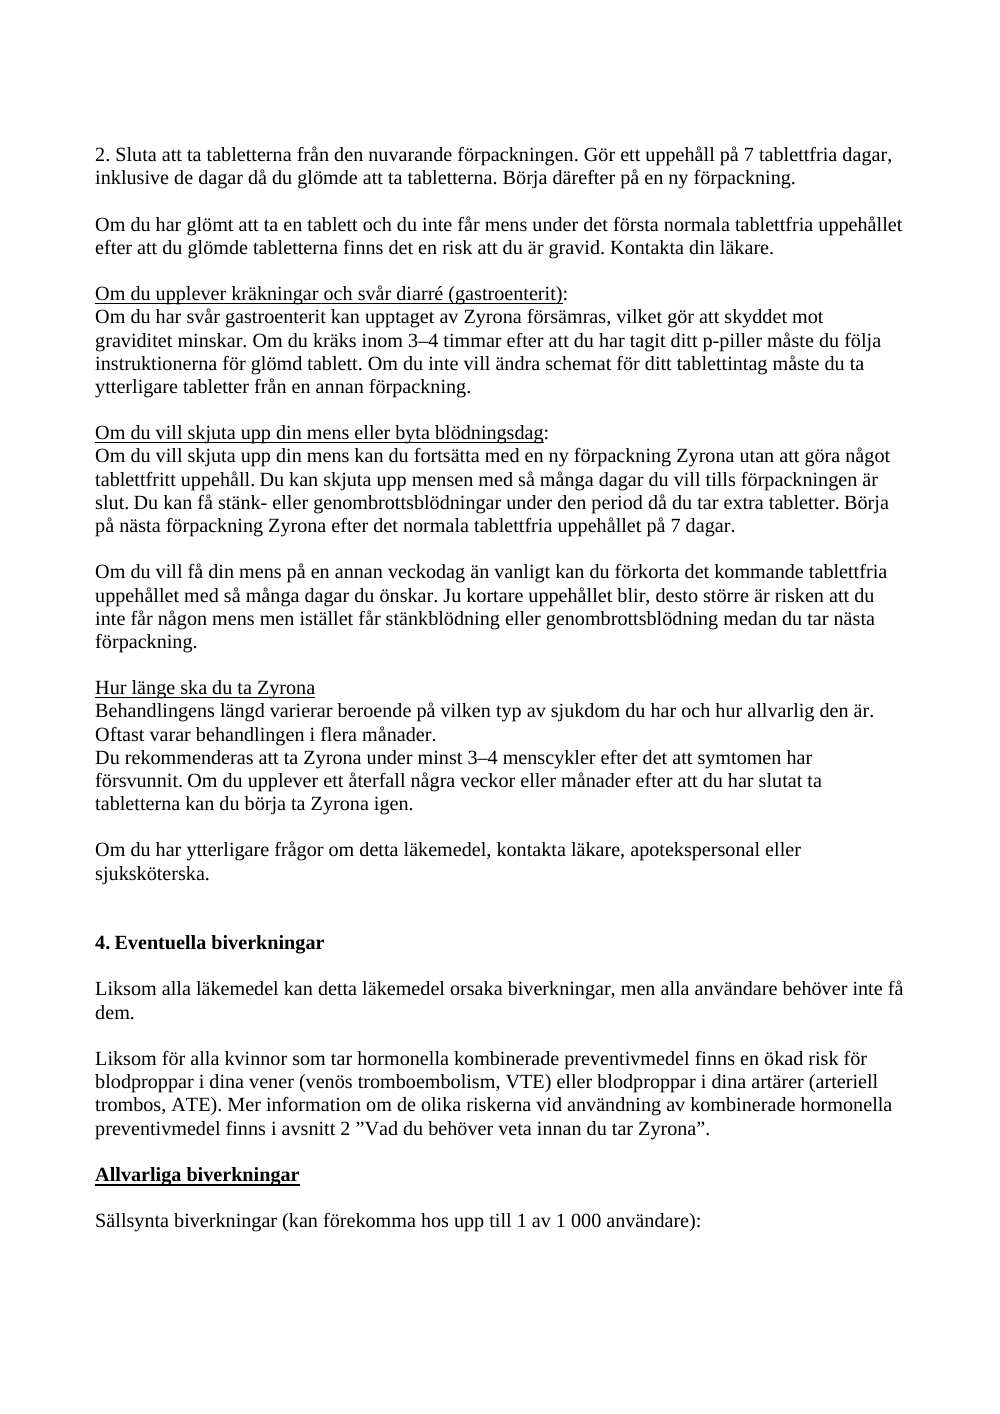 2. Sluta att ta tabletterna från den nuvarande förpackningen. Gör ett uppehåll på 7 tablettfria dagar,
inklusive de dagar då du glömde att ta tabletterna. Börja därefter på en ny förpackning.
Om du har glömt att ta en tablett och du inte får mens under det första normala tablettfria uppehållet
efter att du glömde tabletterna finns det en risk att du är gravid. Kontakta din läkare.
Om du upplever kräkningar och svår diarré (gastroenterit):
Om du har svår gastroenterit kan upptaget av Zyrona försämras, vilket gör att skyddet mot
graviditet minskar. Om du kräks inom 3–4 timmar efter att du har tagit ditt p-piller måste du följa
instruktionerna för glömd tablett. Om du inte vill ändra schemat för ditt tablettintag måste du ta
ytterligare tabletter från en annan förpackning.
Om du vill skjuta upp din mens eller byta blödningsdag:
Om du vill skjuta upp din mens kan du fortsätta med en ny förpackning Zyrona utan att göra något
tablettfritt uppehåll. Du kan skjuta upp mensen med så många dagar du vill tills förpackningen är
slut. Du kan få stänk- eller genombrottsblödningar under den period då du tar extra tabletter. Börja
på nästa förpackning Zyrona efter det normala tablettfria uppehållet på 7 dagar.
Om du vill få din mens på en annan veckodag än vanligt kan du förkorta det kommande tablettfria
uppehållet med så många dagar du önskar. Ju kortare uppehållet blir, desto större är risken att du
inte får någon mens men istället får stänkblödning eller genombrottsblödning medan du tar nästa
förpackning.
Hur länge ska du ta Zyrona
Behandlingens längd varierar beroende på vilken typ av sjukdom du har och hur allvarlig den är.
Oftast varar behandlingen i flera månader.
Du rekommenderas att ta Zyrona under minst 3–4 menscykler efter det att symtomen har
försvunnit. Om du upplever ett återfall några veckor eller månader efter att du har slutat ta
tabletterna kan du börja ta Zyrona igen.
Om du har ytterligare frågor om detta läkemedel, kontakta läkare, apotekspersonal eller
sjuksköterska.
4. Eventuella biverkningar
Liksom alla läkemedel kan detta läkemedel orsaka biverkningar, men alla användare behöver inte få
dem.
Liksom för alla kvinnor som tar hormonella kombinerade preventivmedel finns en ökad risk för
blodproppar i dina vener (venös tromboembolism, VTE) eller blodproppar i dina artärer (arteriell
trombos, ATE). Mer information om de olika riskerna vid användning av kombinerade hormonella
preventivmedel finns i avsnitt 2 ”Vad du behöver veta innan du tar Zyrona”.
Allvarliga biverkningar
Sällsynta biverkningar (kan förekomma hos upp till 1 av 1 000 användare):